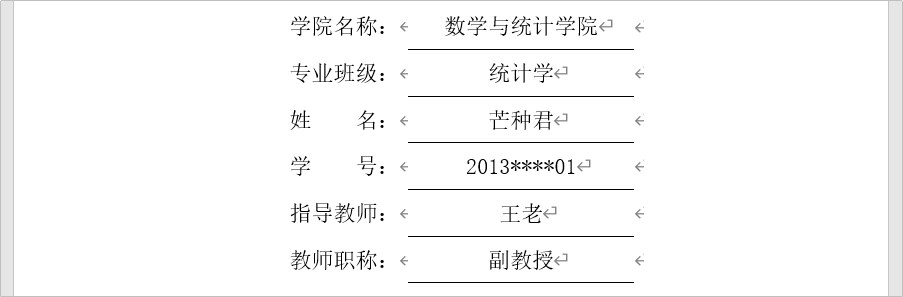 学院名称： 数学与统计学院
专业班级： 统计学
姓　　名： 芒种君
学　　号： 2013****01
指导教师： 王老
教师职称： 副教授